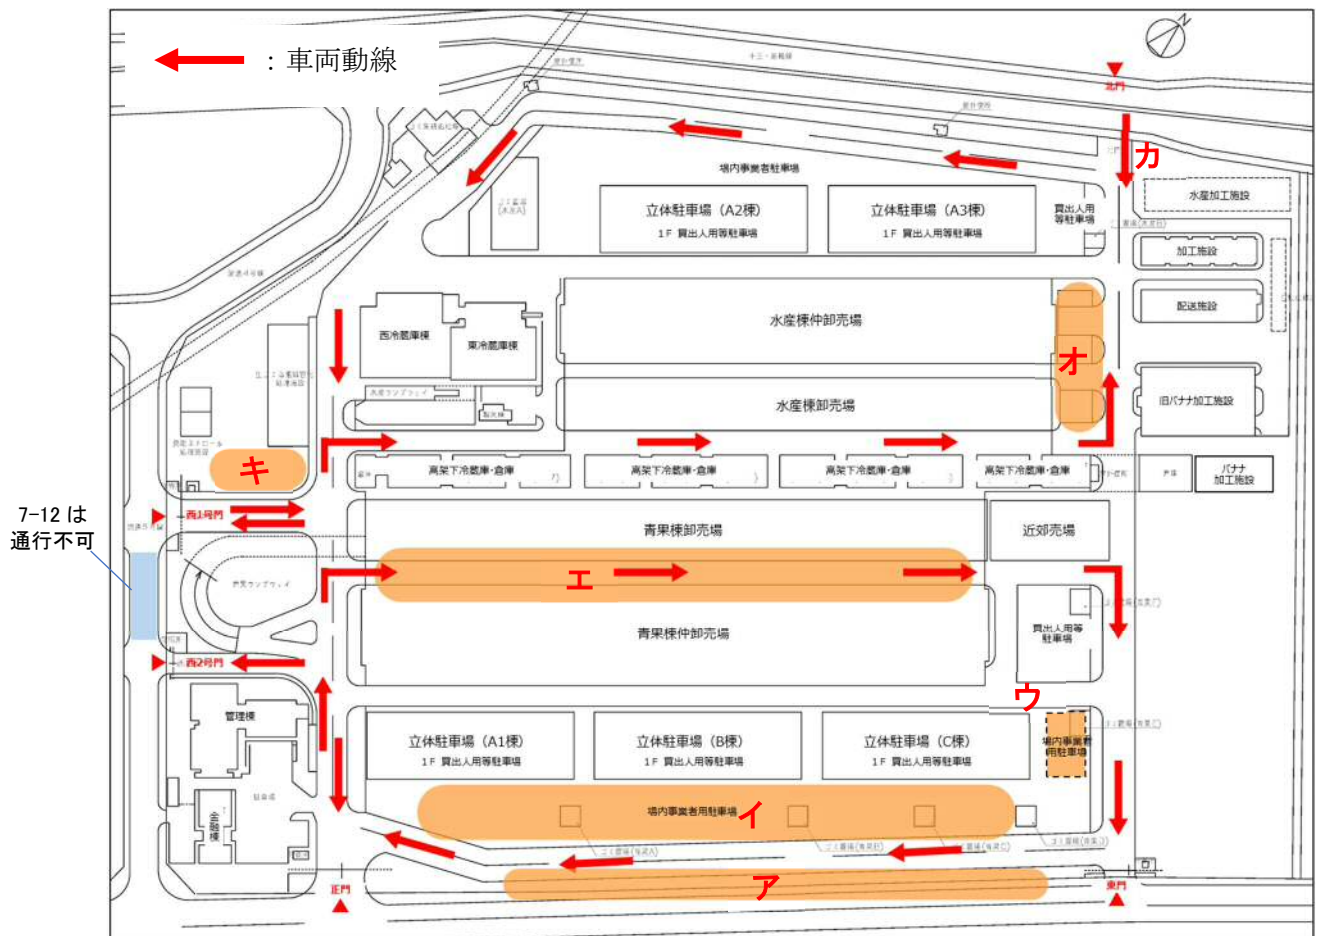 ：車両動線
北門
カ
場内事業者駐車場
水産加工施設
立体駐車場（A2棟）
1F 買出人用等駐車場
立体駐車場（A3棟）
1F 買出人用等駐車場
買出人用
等駐車場
加工施設
配送施設
水産棟仲卸売場
西冷蔵庫棟
東冷蔵庫棟
オ
水産棟卸売場
旧バナナ加工施設
キ
高架下冷蔵庫・倉庫
高架下冷蔵庫・倉庫
高架下冷蔵庫・倉庫
高架下冷蔵庫・倉庫
バナナ
加工施設
7-12 は
通行不可
西1号門
青果棟卸売場
近郊売場
エ
青果棟仲卸売場
買出人用等
駐車場
西2号門
ウ
管理棟
立体駐車場（A1棟）
1F 買出人用等駐車場
立体駐車場（B棟）
1F 買出人用等駐車場
立体駐車場（C棟）
1F 買出人用等駐車場
場内事業者
用駐車場
場内事業者用駐車場
イ
金融棟
ア
正門
東門